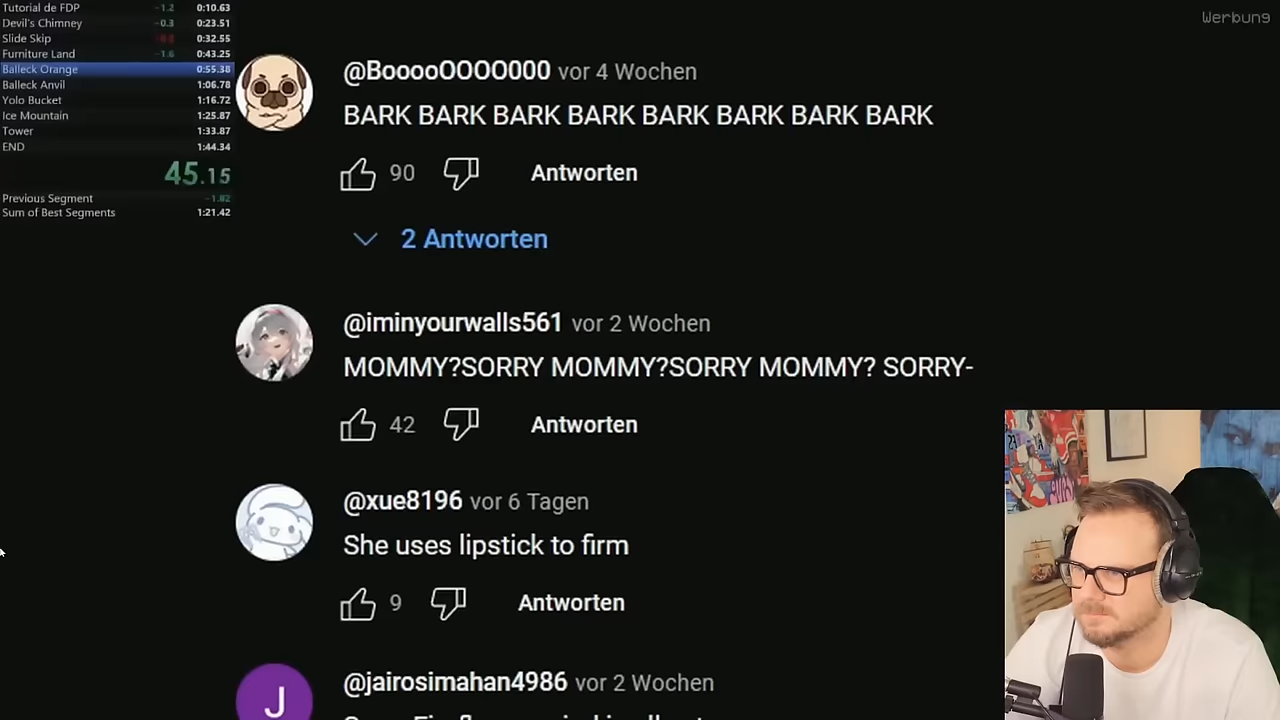 Tutorial de FDP -1.2 0:10.63
Devil's Chimney -0.3 0:23.51
Slide Skip 0:32.55
Furniture Land -1.6 0:43.25
Balleck Orange 0:55.38
Balleck Anvil 1:06.78
Yolo Bucket 1:16.72
Ice Mountain 1:25.87
Tower 1:33.87
END 1:44.34
45.15
Previous Segment -1.82
Sum of Best Segments 1:21.42
Werbung
@BooooOOOO000 vor 4 Wochen
BARK BARK BARK BARK BARK BARK BARK BARK
90 Antworten
2 Antworten
@iminyourwalls561 vor 2 Wochen
MOMMY?SORRY MOMMY?SORRY MOMMY? SORRY-
42 Antworten
@xue8196 vor 6 Tagen
She uses lipstick to firm
9 Antworten
J
@jairosimahan4986 vor 2 Wochen